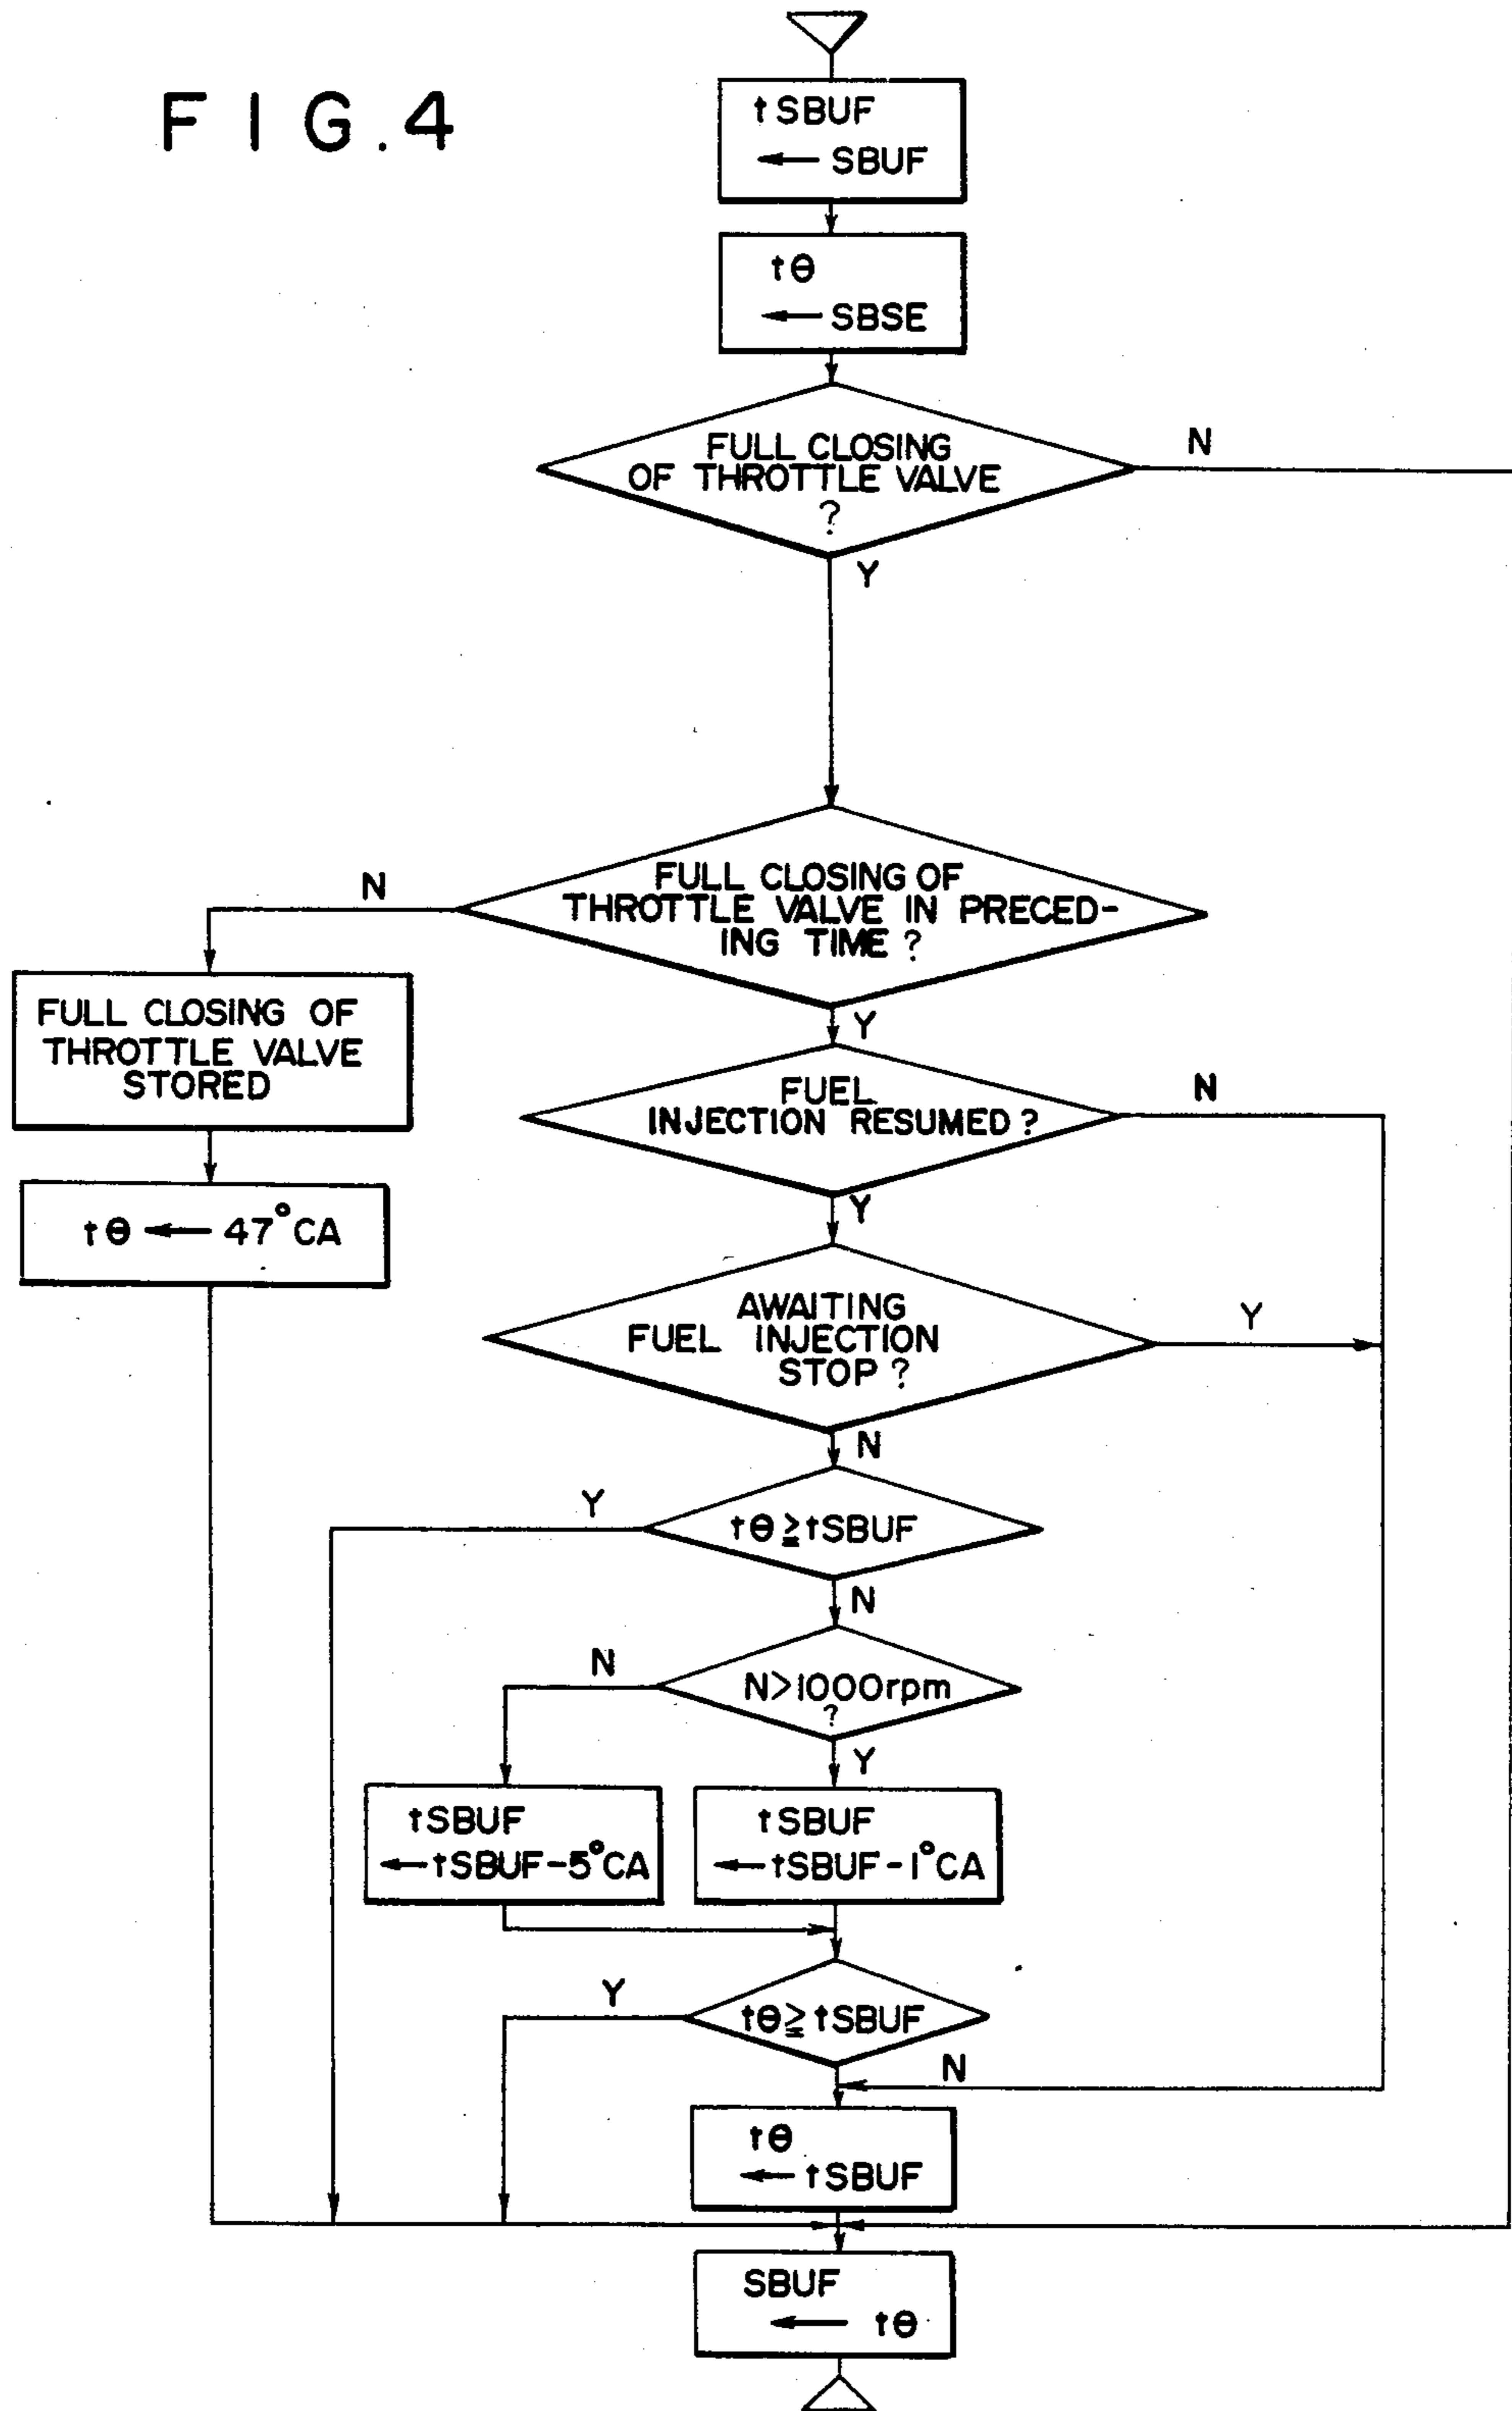 FIG.4
tSBUF
← SBUF
tθ
← SBSE
FULL CLOSING
OF THROTTLE VALVE
?
N
Y
FULL CLOSING OF
THROTTLE VALVE IN PRECED-
ING TIME ?
N
Y
FULL CLOSING OF
THROTTLE VALVE
STORED
tθ ← 47°CA
FUEL
INJECTION RESUMED ?
N
Y
AWAITING
FUEL INJECTION
STOP ?
Y
N
tθ ≧ tSBUF
Y
N
N>1000rpm
?
N
Y
tSBUF
←tSBUF-5°CA
tSBUF
←tSBUF-1°CA
tθ ≧ tSBUF
Y
N
tθ
← tSBUF
SBUF
← tθ